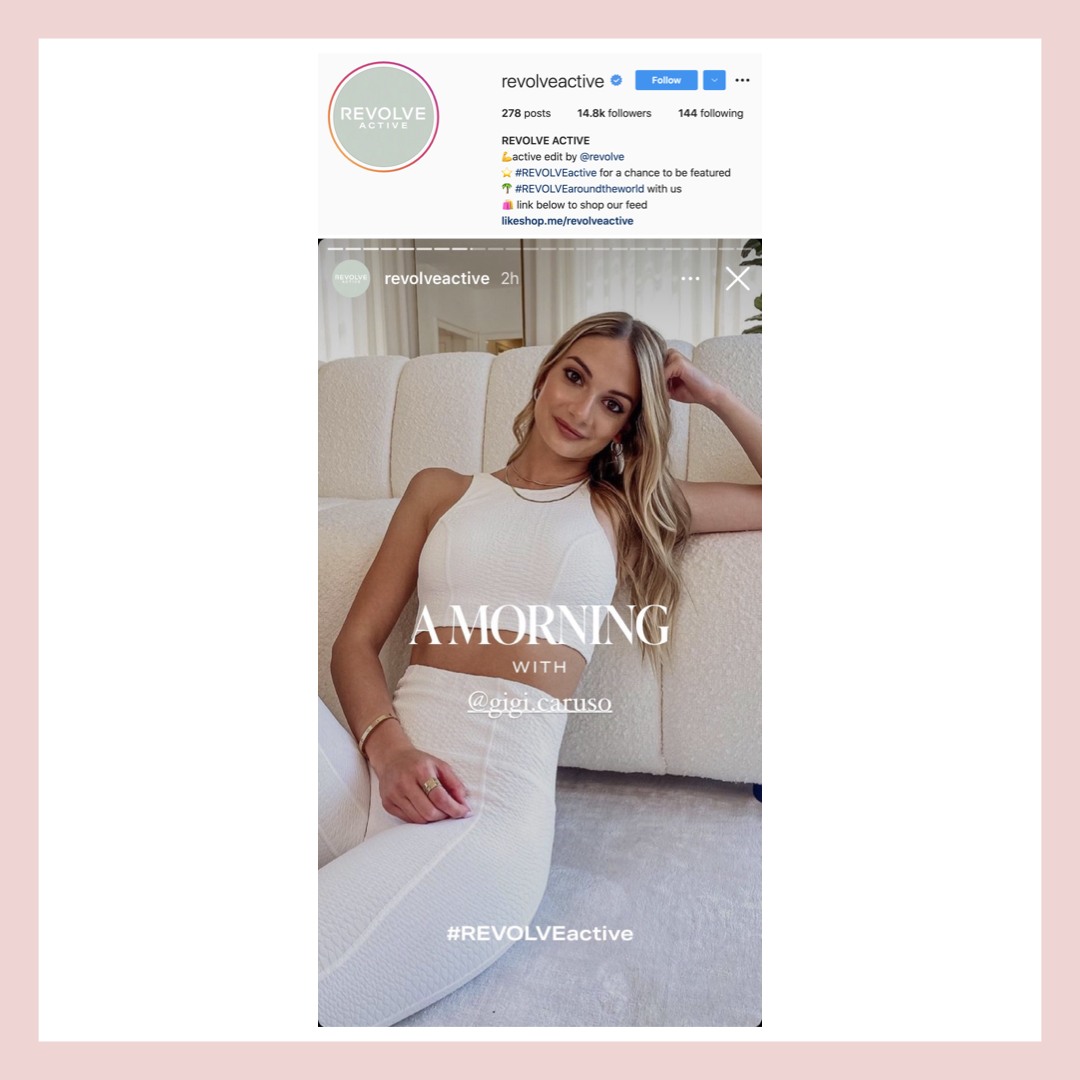 REVOLVE
ACTIVE
revolveactive Follow
278 posts 14.8k followers 144 following
REVOLVE ACTIVE
💪active edit by @revolve
⭐ #REVOLVEactive for a chance to be featured
🌴 #REVOLVEaroundtheworld with us
🛍️ link below to shop our feed
likeshop.me/revolveactive
REVOLVE
ACTIVE
revolveactive 2h
A MORNING
WITH
@gigi.caruso
#REVOLVEactive